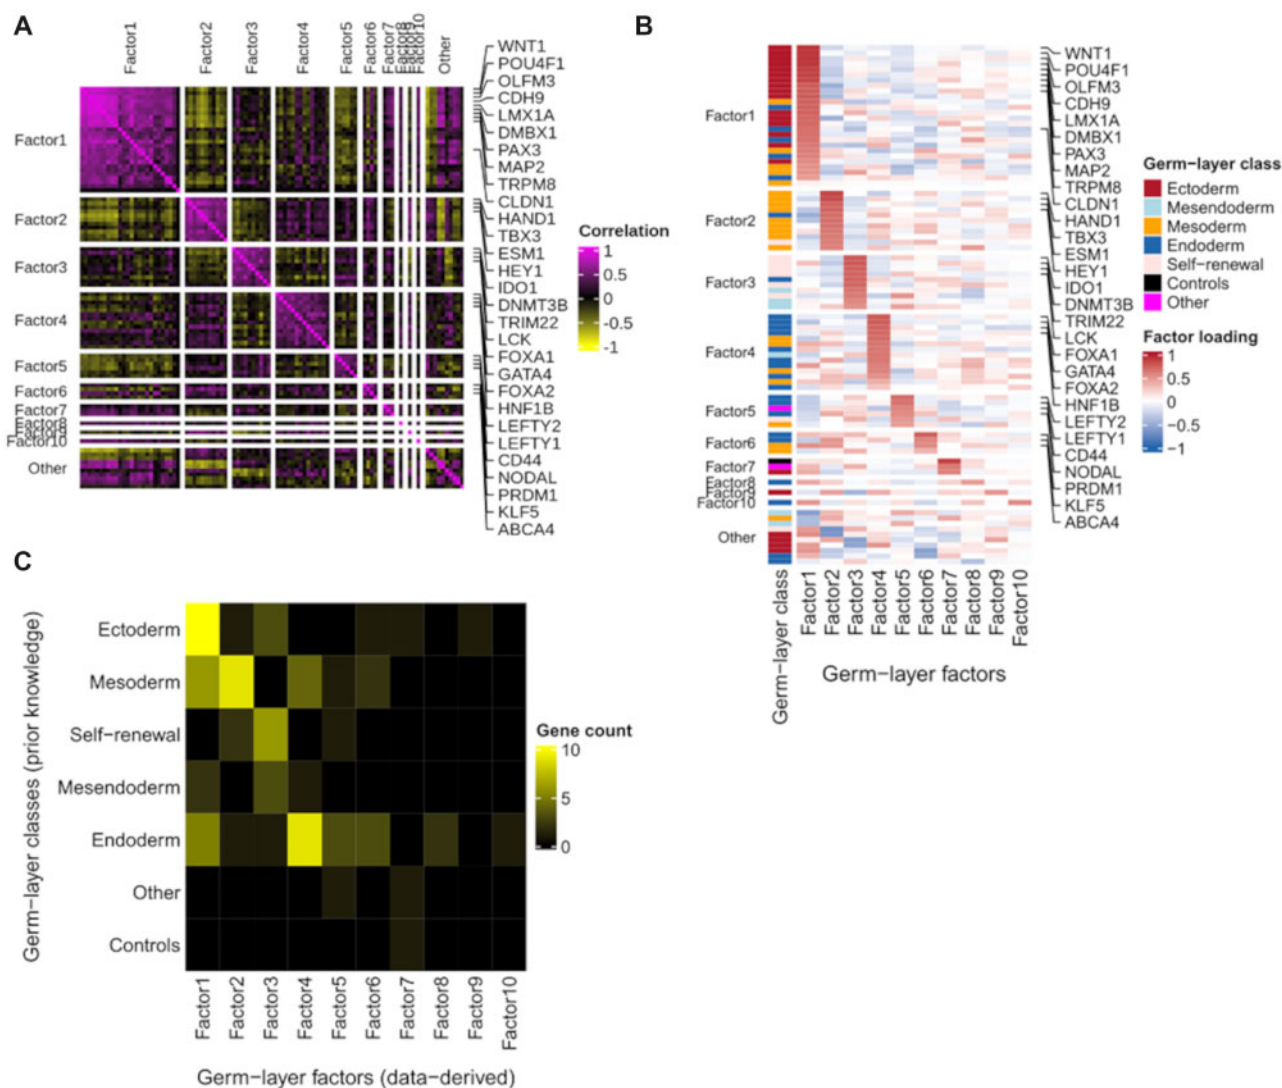 A
Factor1
Factor2
Factor3
Factor4
Factor5
Factor6
Factor7
Factor8
Factor9
Factor10
Other
Factor1
Factor2
Factor3
Factor4
Factor5
Factor6
Factor7
Factor8
Factor9
Factor10
Other
WNT1
POU4F1
OLFM3
CDH9
LMX1A
DMBX1
PAX3
MAP2
TRPM8
CLDN1
HAND1
TBX3
ESM1
HEY1
IDO1
DNMT3B
TRIM22
LCK
FOXA1
GATA4
FOXA2
HNF1B
LEFTY2
LEFTY1
CD44
NODAL
PRDM1
KLF5
ABCA4
Correlation
1
0.5
0
-0.5
-1
B
Factor1
Factor2
Factor3
Factor4
Factor5
Factor6
Factor7
Factor8
Factor9
Factor10
Other
WNT1
POU4F1
OLFM3
CDH9
LMX1A
DMBX1
PAX3
MAP2
TRPM8
CLDN1
HAND1
TBX3
ESM1
HEY1
IDO1
DNMT3B
TRIM22
LCK
FOXA1
GATA4
FOXA2
HNF1B
LEFTY2
LEFTY1
CD44
NODAL
PRDM1
KLF5
ABCA4
Germ-layer class
Factor1
Factor2
Factor3
Factor4
Factor5
Factor6
Factor7
Factor8
Factor9
Factor10
Germ-layer factors
Germ-layer class
Ectoderm
Mesendoderm
Mesoderm
Endoderm
Self-renewal
Controls
Other
Factor loading
1
0.5
0
-0.5
-1
C
Germ-layer classes (prior knowledge)
Ectoderm
Mesoderm
Self-renewal
Mesendoderm
Endoderm
Other
Controls
Factor1
Factor2
Factor3
Factor4
Factor5
Factor6
Factor7
Factor8
Factor9
Factor10
Germ-layer factors (data-derived)
Gene count
10
5
0